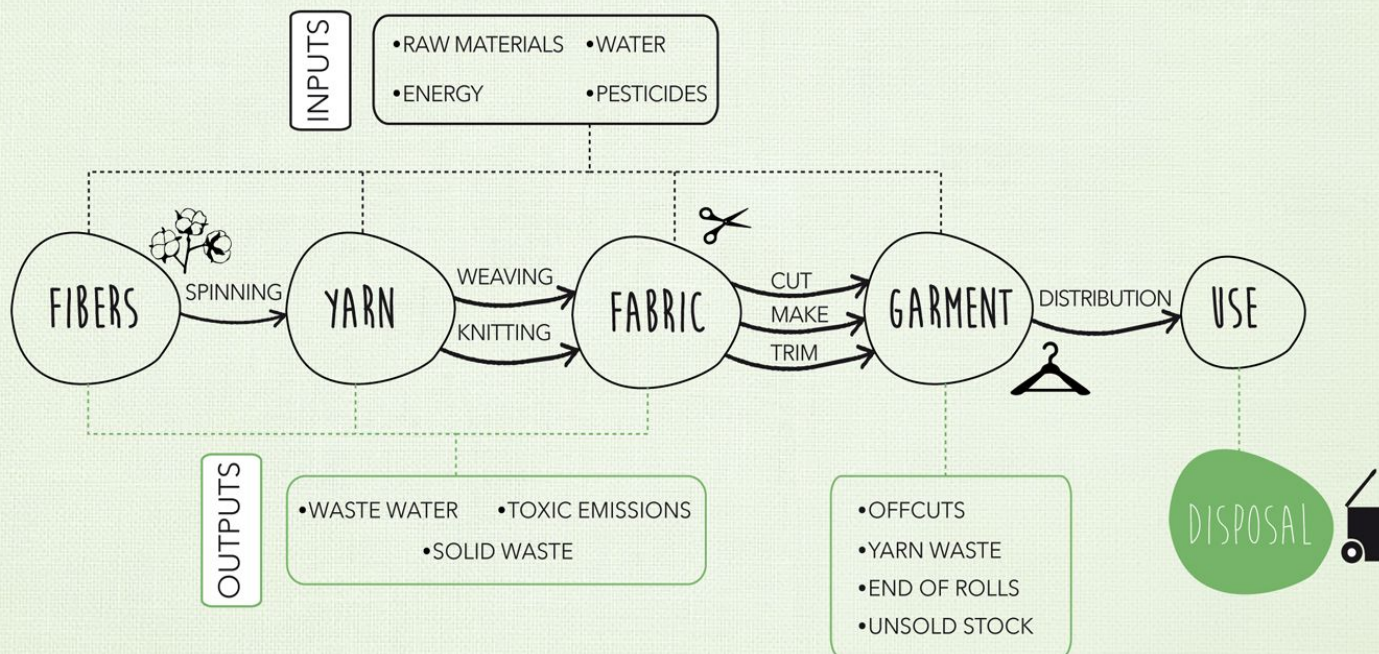 INPUTS
•RAW MATERIALS •WATER
•ENERGY •PESTICIDES
FIBERS
SPINNING
YARN
WEAVING
KNITTING
FABRIC
CUT
MAKE
TRIM
GARMENT
DISTRIBUTION
USE
OUTPUTS
•WASTE WATER •TOXIC EMISSIONS
•SOLID WASTE
•OFFCUTS
•YARN WASTE
•END OF ROLLS
•UNSOLD STOCK
DISPOSAL